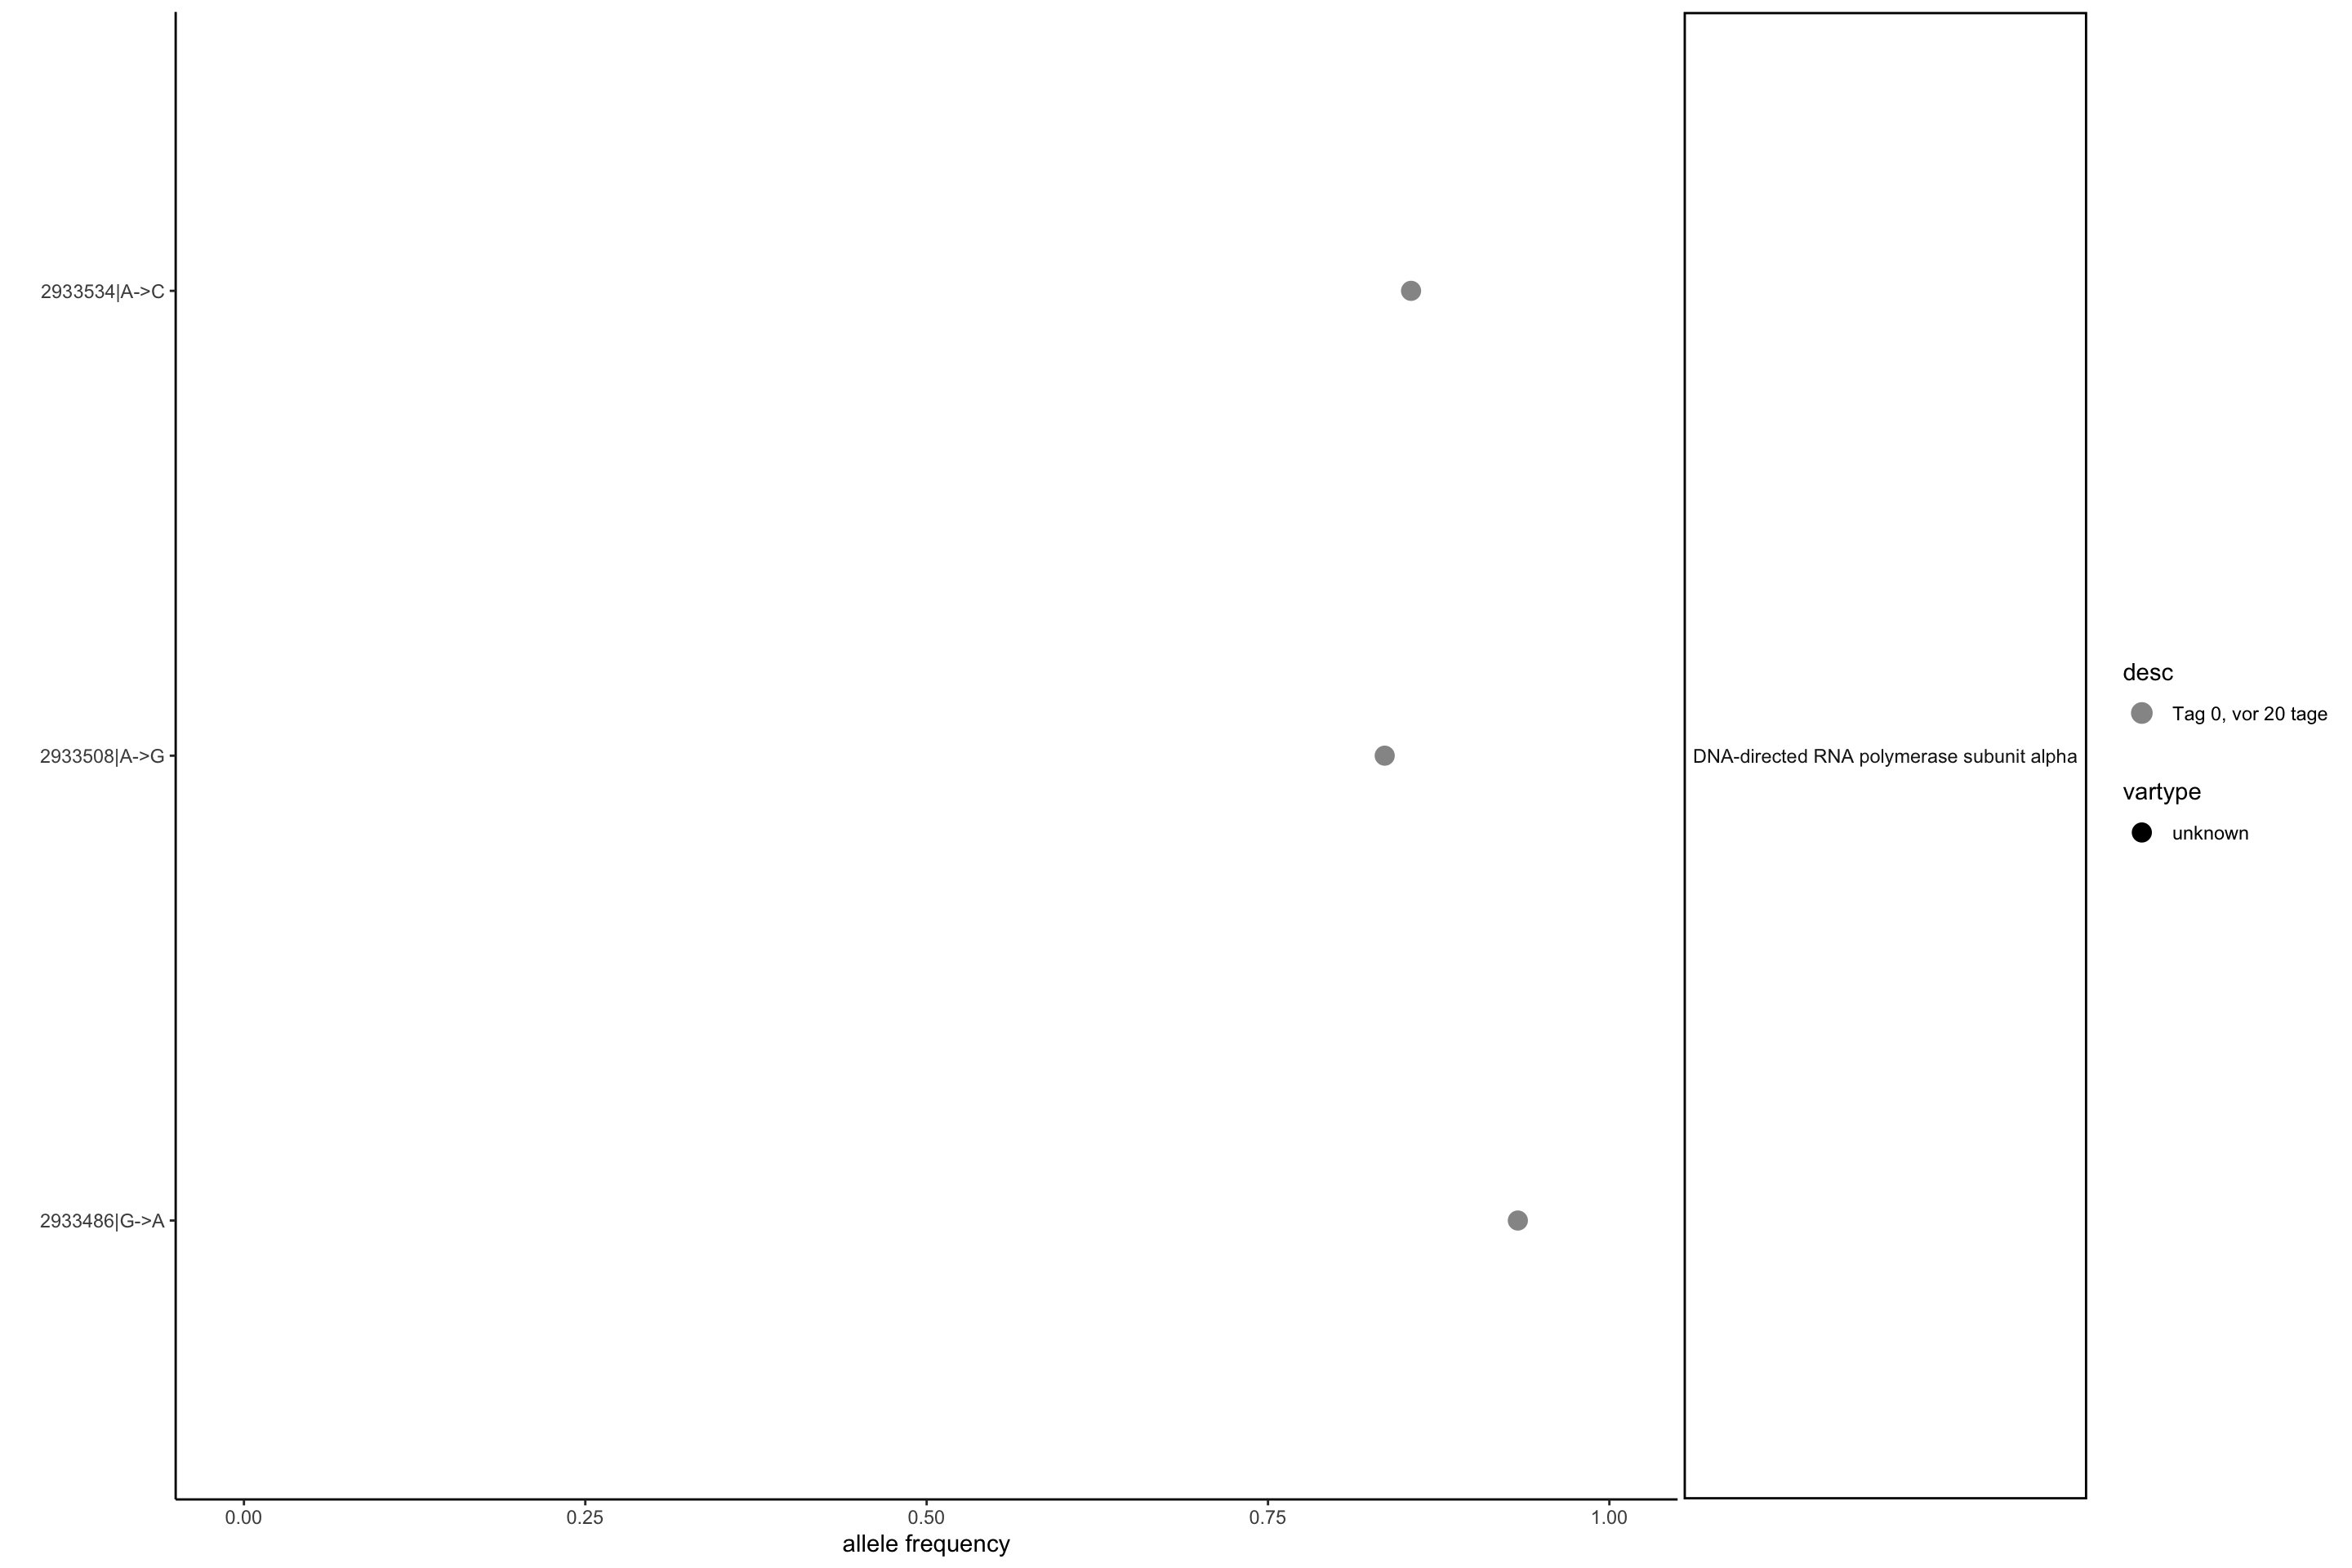 2933534|A->C
2933508|A->G
2933486|G->A
0.00
0.25
0.50
0.75
1.00
allele frequency
DNA-directed RNA polymerase subunit alpha
desc
Tag 0, vor 20 tage
vartype
unknown